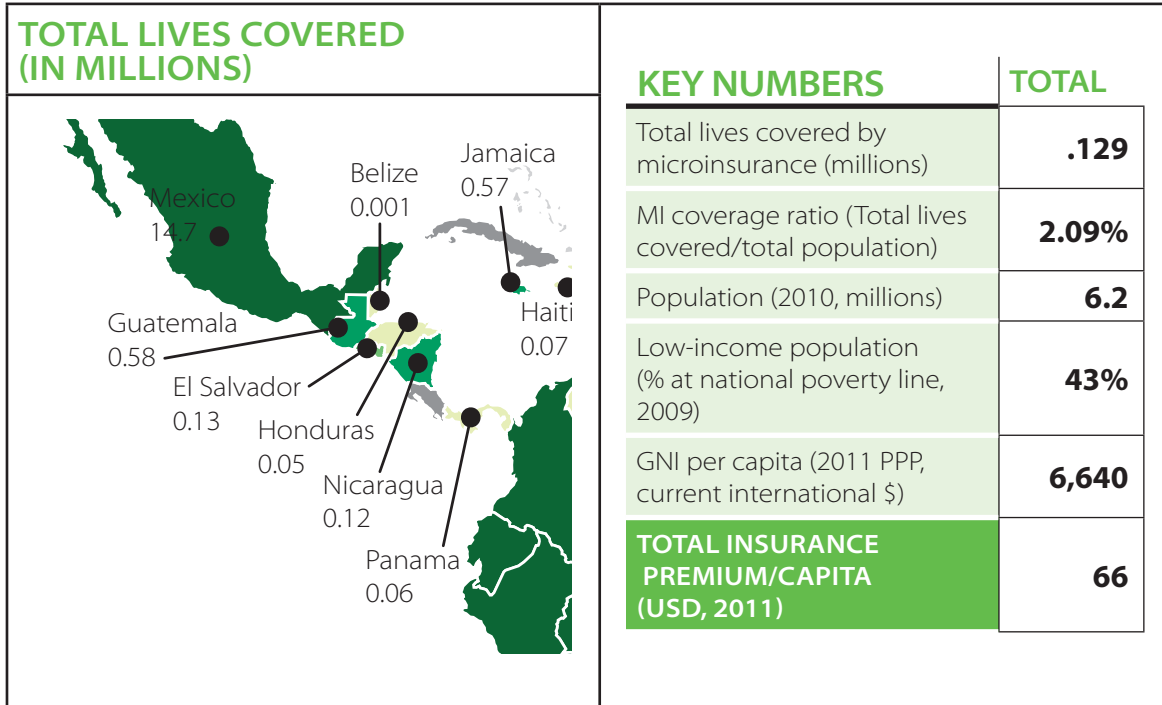 TOTAL LIVES COVERED
(IN MILLIONS)
Mexico
14.7
Belize
0.001
Jamaica
0.57
Haiti
0.07
Guatemala
0.58
El Salvador
0.13
Honduras
0.05
Nicaragua
0.12
Panama
0.06
KEY NUMBERS TOTAL
Total lives covered by
microinsurance (millions)
.129
MI coverage ratio (Total lives
covered/total population)
2.09%
Population (2010, millions) 6.2
Low-income population
(% at national poverty line,
2009)
43%
GNI per capita (2011 PPP,
current international $)
6,640
TOTAL INSURANCE
PREMIUM/CAPITA
(USD, 2011)
66